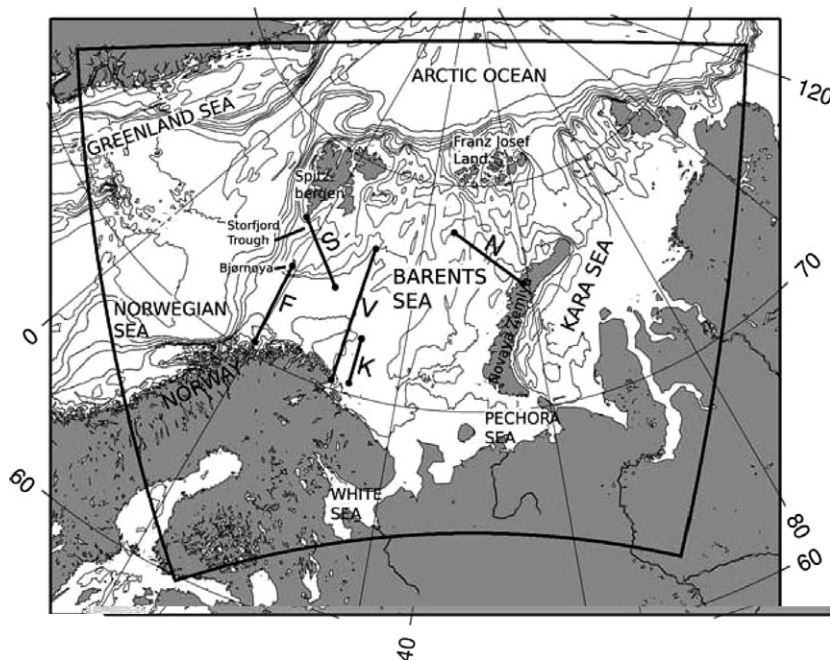 ARCTIC OCEAN
120
GREENLAND SEA
Franz Josef
Land
Spitz-
bergen
Storfjord
Trough
S
N
Bjørnøya
BARENTS
SEA
KARA SEA
70
NORWEGIAN
SEA
F
V
0
K
Novaya Zemlja
NORWAY
PECHORA
SEA
60
WHITE
SEA
80
60
40